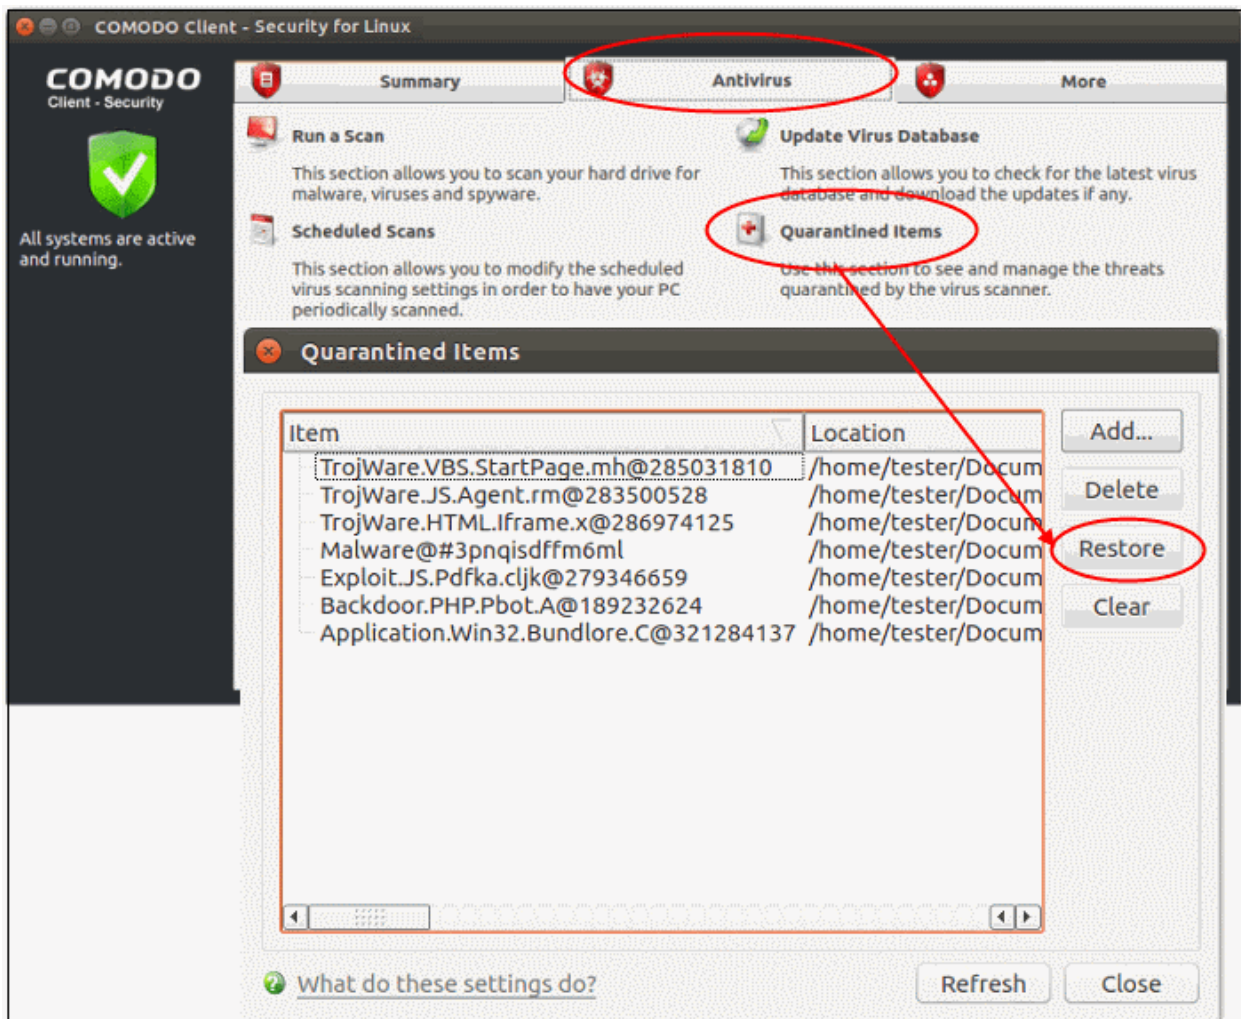 COMODO Client - Security for Linux
COMODO
Client - Security
All systems are active
and running.
Summary
Antivirus
More
Run a Scan
This section allows you to scan your hard drive for
malware, viruses and spyware.
Update Virus Database
This section allows you to check for the latest virus
database and download the updates if any.
Scheduled Scans
This section allows you to modify the scheduled
virus scanning settings in order to have your PC
periodically scanned.
Quarantined Items
Use this section to see and manage the threats
quarantined by the virus scanner.
Quarantined Items
Item Location
TrojWare.VBS.StartPage.mh@285031810 /home/tester/Docum
TrojWare.JS.Agent.rm@283500528 /home/tester/Docum
TrojWare.HTML.Iframe.x@286974125 /home/tester/Docum
Malware@#3pnqisdffm6ml /home/tester/Docum
Exploit.JS.Pdfka.cljk@279346659 /home/tester/Docum
Backdoor.PHP.Pbot.A@189232624 /home/tester/Docum
Application.Win32.Bundlore.C@321284137 /home/tester/Docum
Add...
Delete
Restore
Clear
What do these settings do?
Refresh
Close